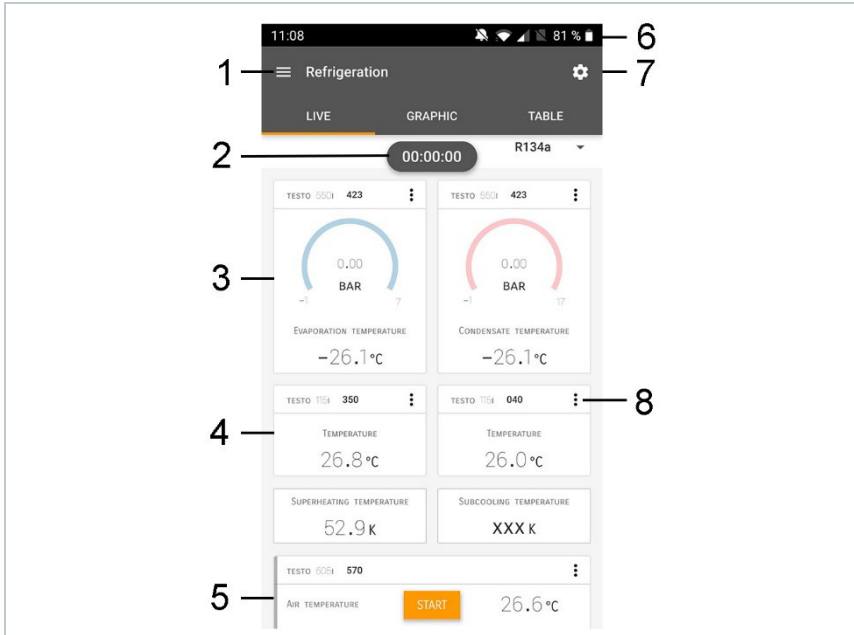 11:08 81 % 6
1 Refrigeration 7
LIVE GRAPHIC TABLE
2 00:00:00 R134a
TESTO 550i 423 TESTO 550i 423
3 0.00 0.00
BAR BAR
-1 7 -1 17
EVAPORATION TEMPERATURE CONDENSATE TEMPERATURE
-26.1 °C -26.1 °C
TESTO 115i 350 TESTO 115i 040 8
4 TEMPERATURE TEMPERATURE
26.8 °C 26.0 °C
SUPERHEATING TEMPERATURE SUBCOOLING TEMPERATURE
52.9 K XXX K
TESTO 605i 570
5 AIR TEMPERATURE START 26.6 °C